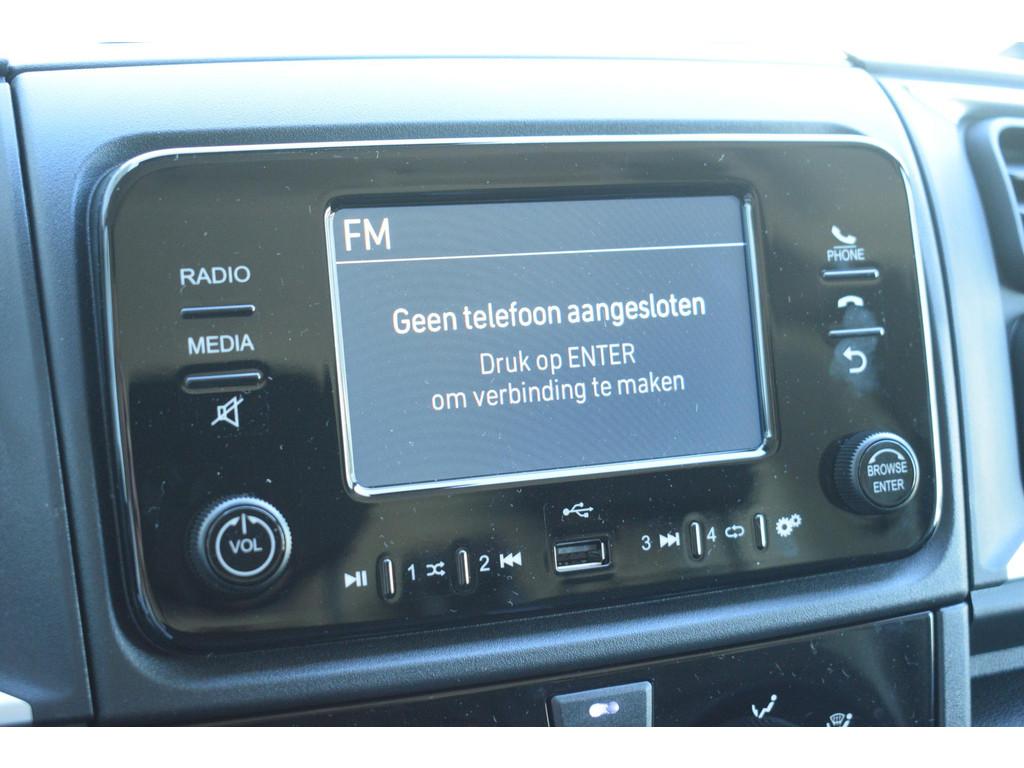 FM
RADIO
PHONE
Geen telefoon aangesloten
MEDIA
Druk op ENTER
om verbinding te maken
BROWSE
ENTER
VOL
1 2 3 4